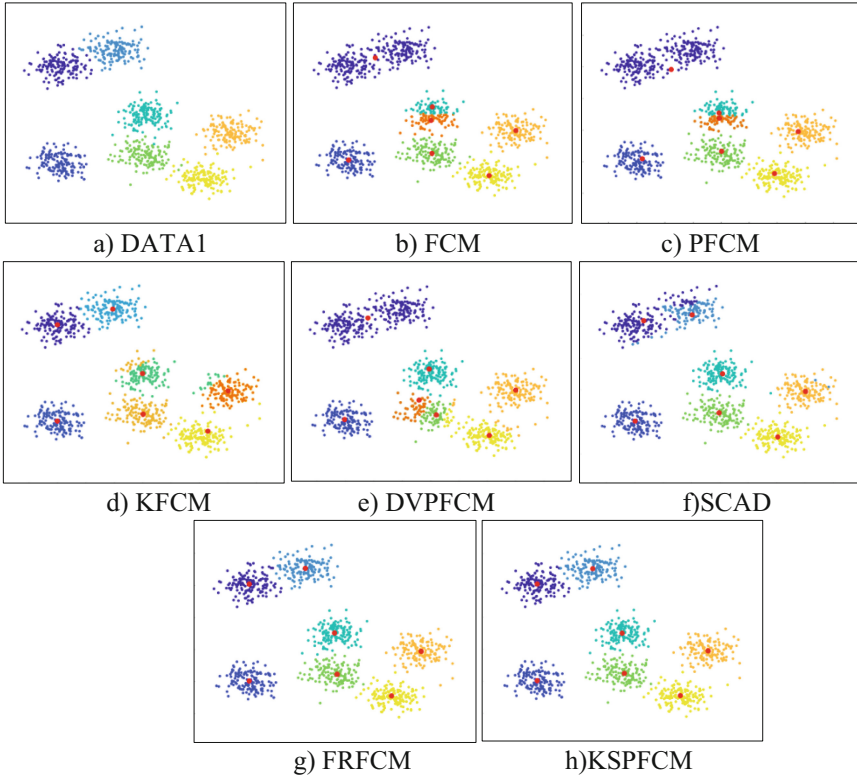 a) DATA1
b) FCM
c) PFCM
d) KFCM
e) DVPFCM
f)SCAD
g) FRFCM
h)KSPFCM